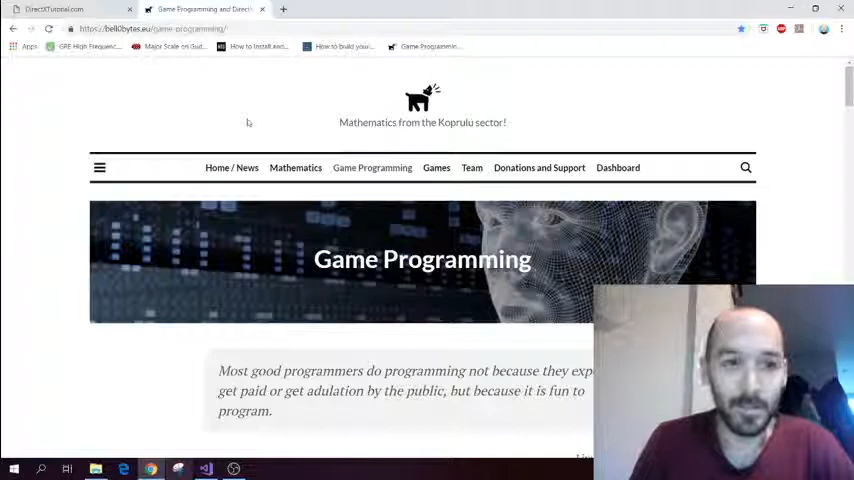 DirectXTutorial.com
Game Programming and DirectX
https://bell0bytes.eu/game-programming/
Apps
GRE High Frequenc...
Major Scale on Guit...
How to Install and...
How to build your...
Game Programmin...
Mathematics from the Koprulu sector!
Home / News
Mathematics
Game Programming
Games
Team
Donations and Support
Dashboard
Game Programming
Most good programmers do programming not because they exp
get paid or get adulation by the public, but because it is fun to
program.